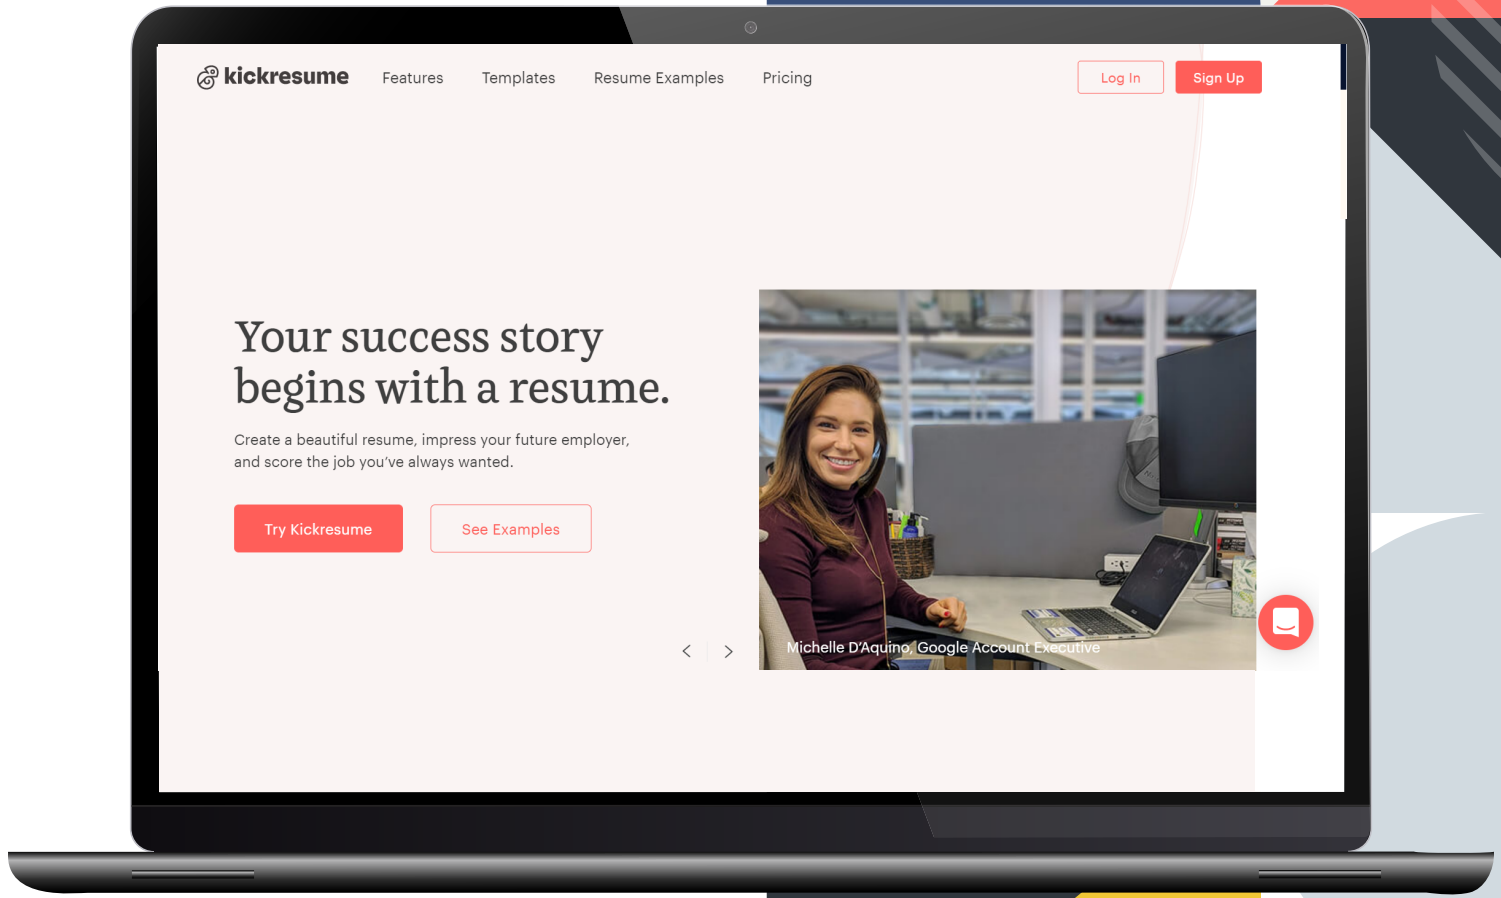 kickresume
Features
Templates
Resume Examples
Pricing
Log In
Sign Up
Your success story
begins with a resume.
Create a beautiful resume, impress your future employer,
and score the job you've always wanted.
Try Kickresume
See Examples
Michelle D'Aquino, Google Account Executive